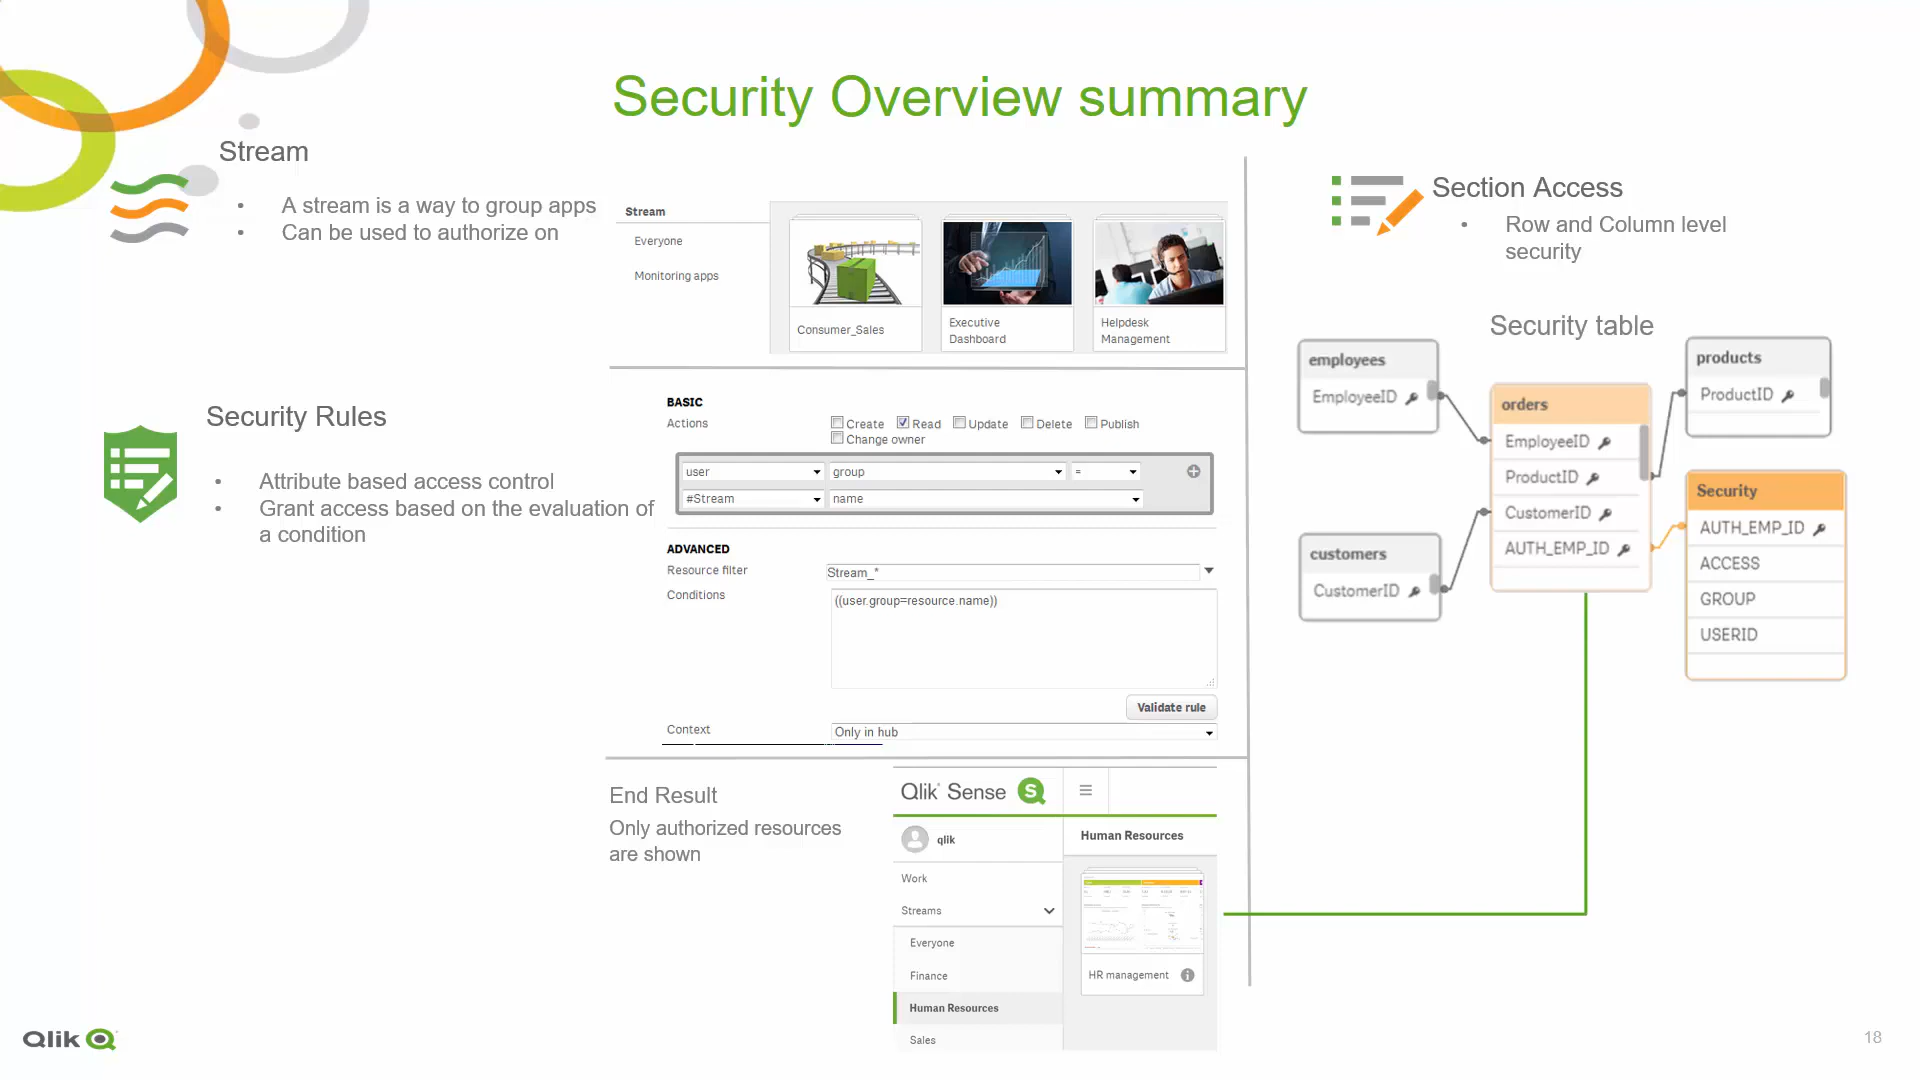 Security Overview summary
Stream
• A stream is a way to group apps
• Can be used to authorize on
Stream
Everyone
Monitoring apps
Consumer_Sales
Executive
Dashboard
Helpdesk
Management
Security Rules
• Attribute based access control
• Grant access based on the evaluation of
a condition
BASIC
Actions
Create Read Update Delete Publish
Change owner
user group =
#Stream name
ADVANCED
Resource filter Stream_*
Conditions ((user.group=resource.name))
Validate rule
Context Only in hub
End Result
Only authorized resources
are shown
Qlik Sense S
qlik
Work
Streams
Everyone
Finance
Human Resources
Sales
Human Resources
HR management
Section Access
• Row and Column level
security
Security table
employees
EmployeeID
customers
CustomerID
orders
EmployeeID
ProductID
CustomerID
AUTH_EMP_ID
products
ProductID
Security
AUTH_EMP_ID
ACCESS
GROUP
USERID
Qlik
18